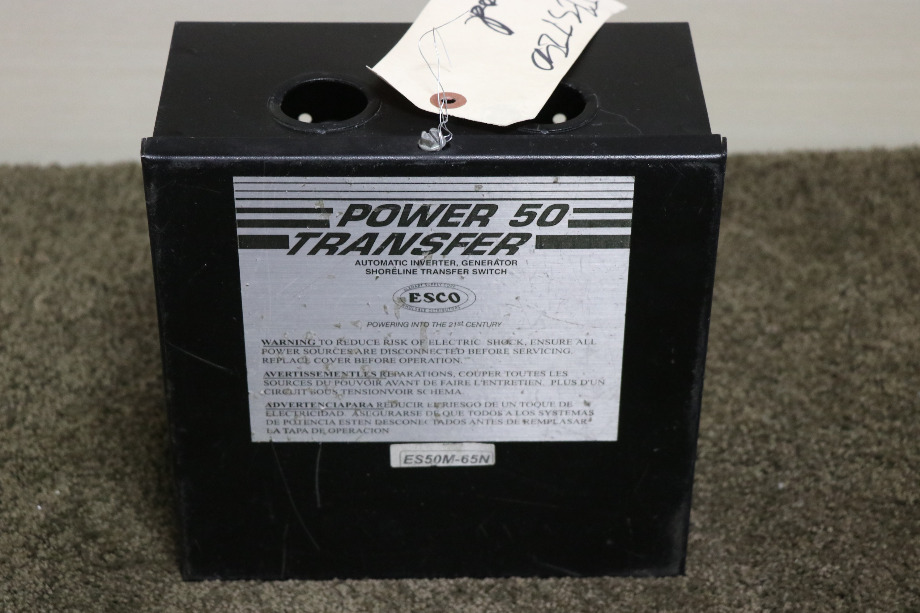 POWER 50
TRANSFER
AUTOMATIC INVERTER, GENERATOR
SHORELINE TRANSFER SWITCH
ESCO
POWERING INTO THE 21ST CENTURY
WARNING TO REDUCE RISK OF ELECTRIC SHOCK, ENSURE ALL
POWER SOURCES ARE DISCONNECTED BEFORE SERVICING.
REPLACE COVER BEFORE OPERATION.
AVERTISSEMENTLES REPARATIONS, COUPER TOUTES LES
SOURCES DU POUVOIR AVANT DE FAIRE L'ENTRETIEN. PLUS D'UN
CIRCUIT SOUS TENSIONVOIR SCHEMA.
ADVERTENCIAPARA REDUCIR EL RIESGO DE UN TOQUE DE
ELECTRICIDAD. ASEGURARSE DE QUE TODOS A LOS SYSTEMAS
DE POTENCIA ESTEN DESCONECTADOS ANTES DE REMPLASAR
LA TAPA DE OPERACION
ES50M-65N